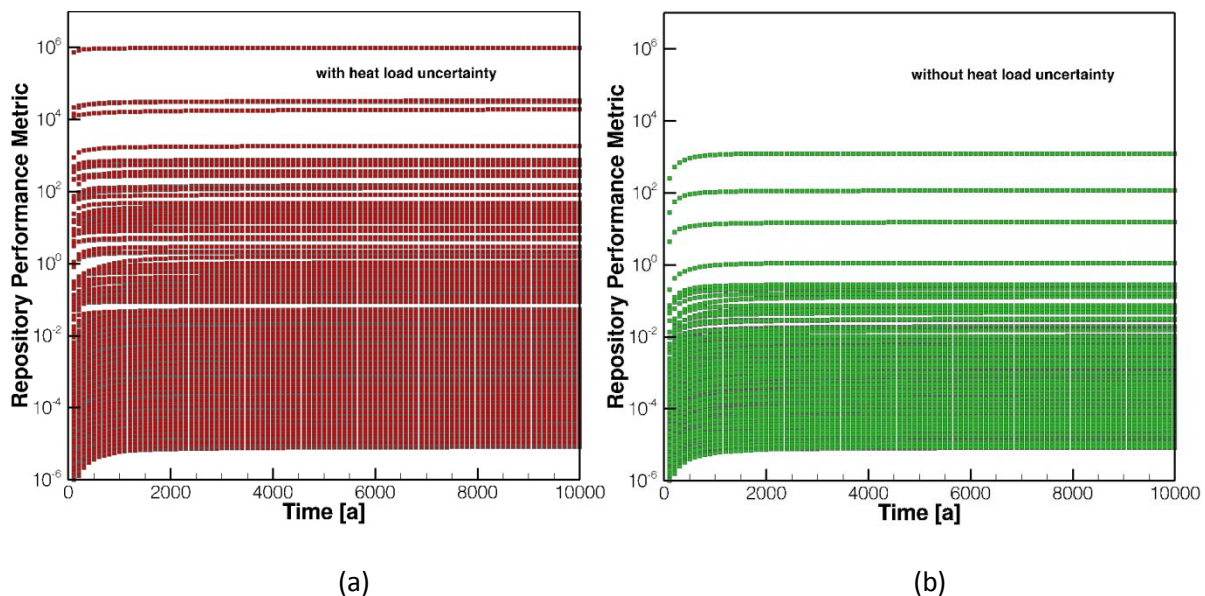 10⁶
10⁴
10²
10⁰
10⁻²
10⁻⁴
10⁻⁶
Repository Performance Metric
with heat load uncertainty
0 2000 4000 6000 8000 10000
Time [a]
(a)
10⁶
10⁴
10²
10⁰
10⁻²
10⁻⁴
10⁻⁶
Repository Performance Metric
without heat load uncertainty
0 2000 4000 6000 8000 10000
Time [a]
(b)